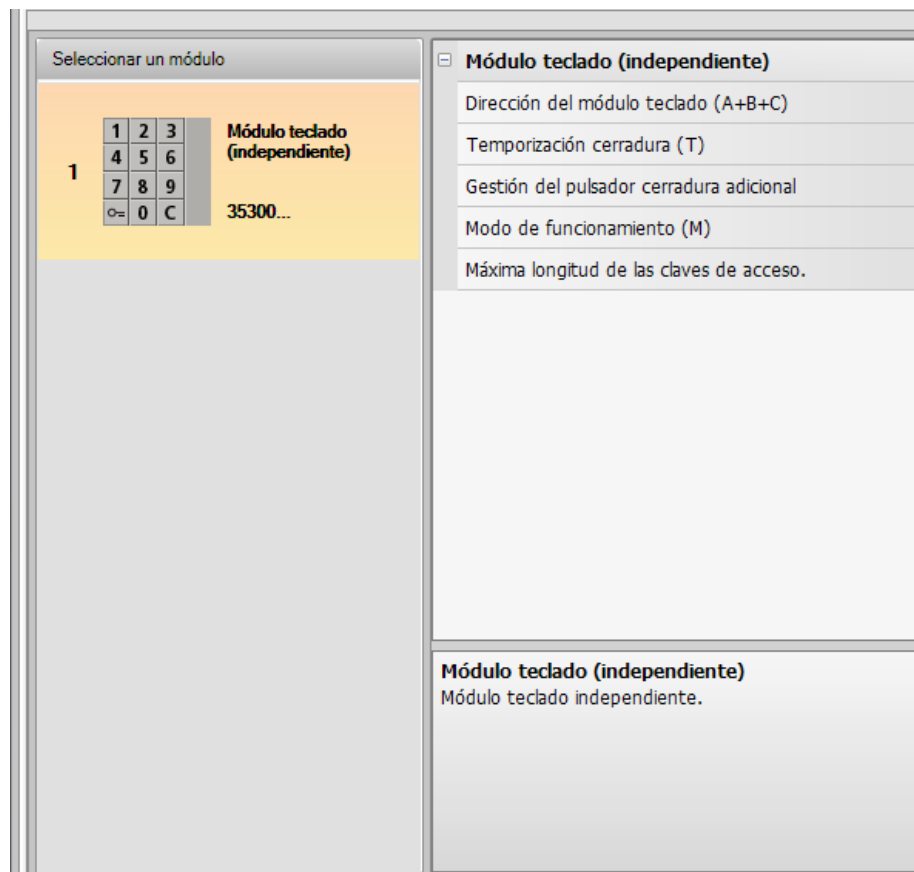 Seleccionar un módulo
1
1 2 3
4 5 6
7 8 9
0 C
Módulo teclado
(independiente)
35300...
Módulo teclado (independiente)
Dirección del módulo teclado (A+B+C)
Temporización cerradura (T)
Gestión del pulsador cerradura adicional
Modo de funcionamiento (M)
Máxima longitud de las claves de acceso.
Módulo teclado (independiente)
Módulo teclado independiente.